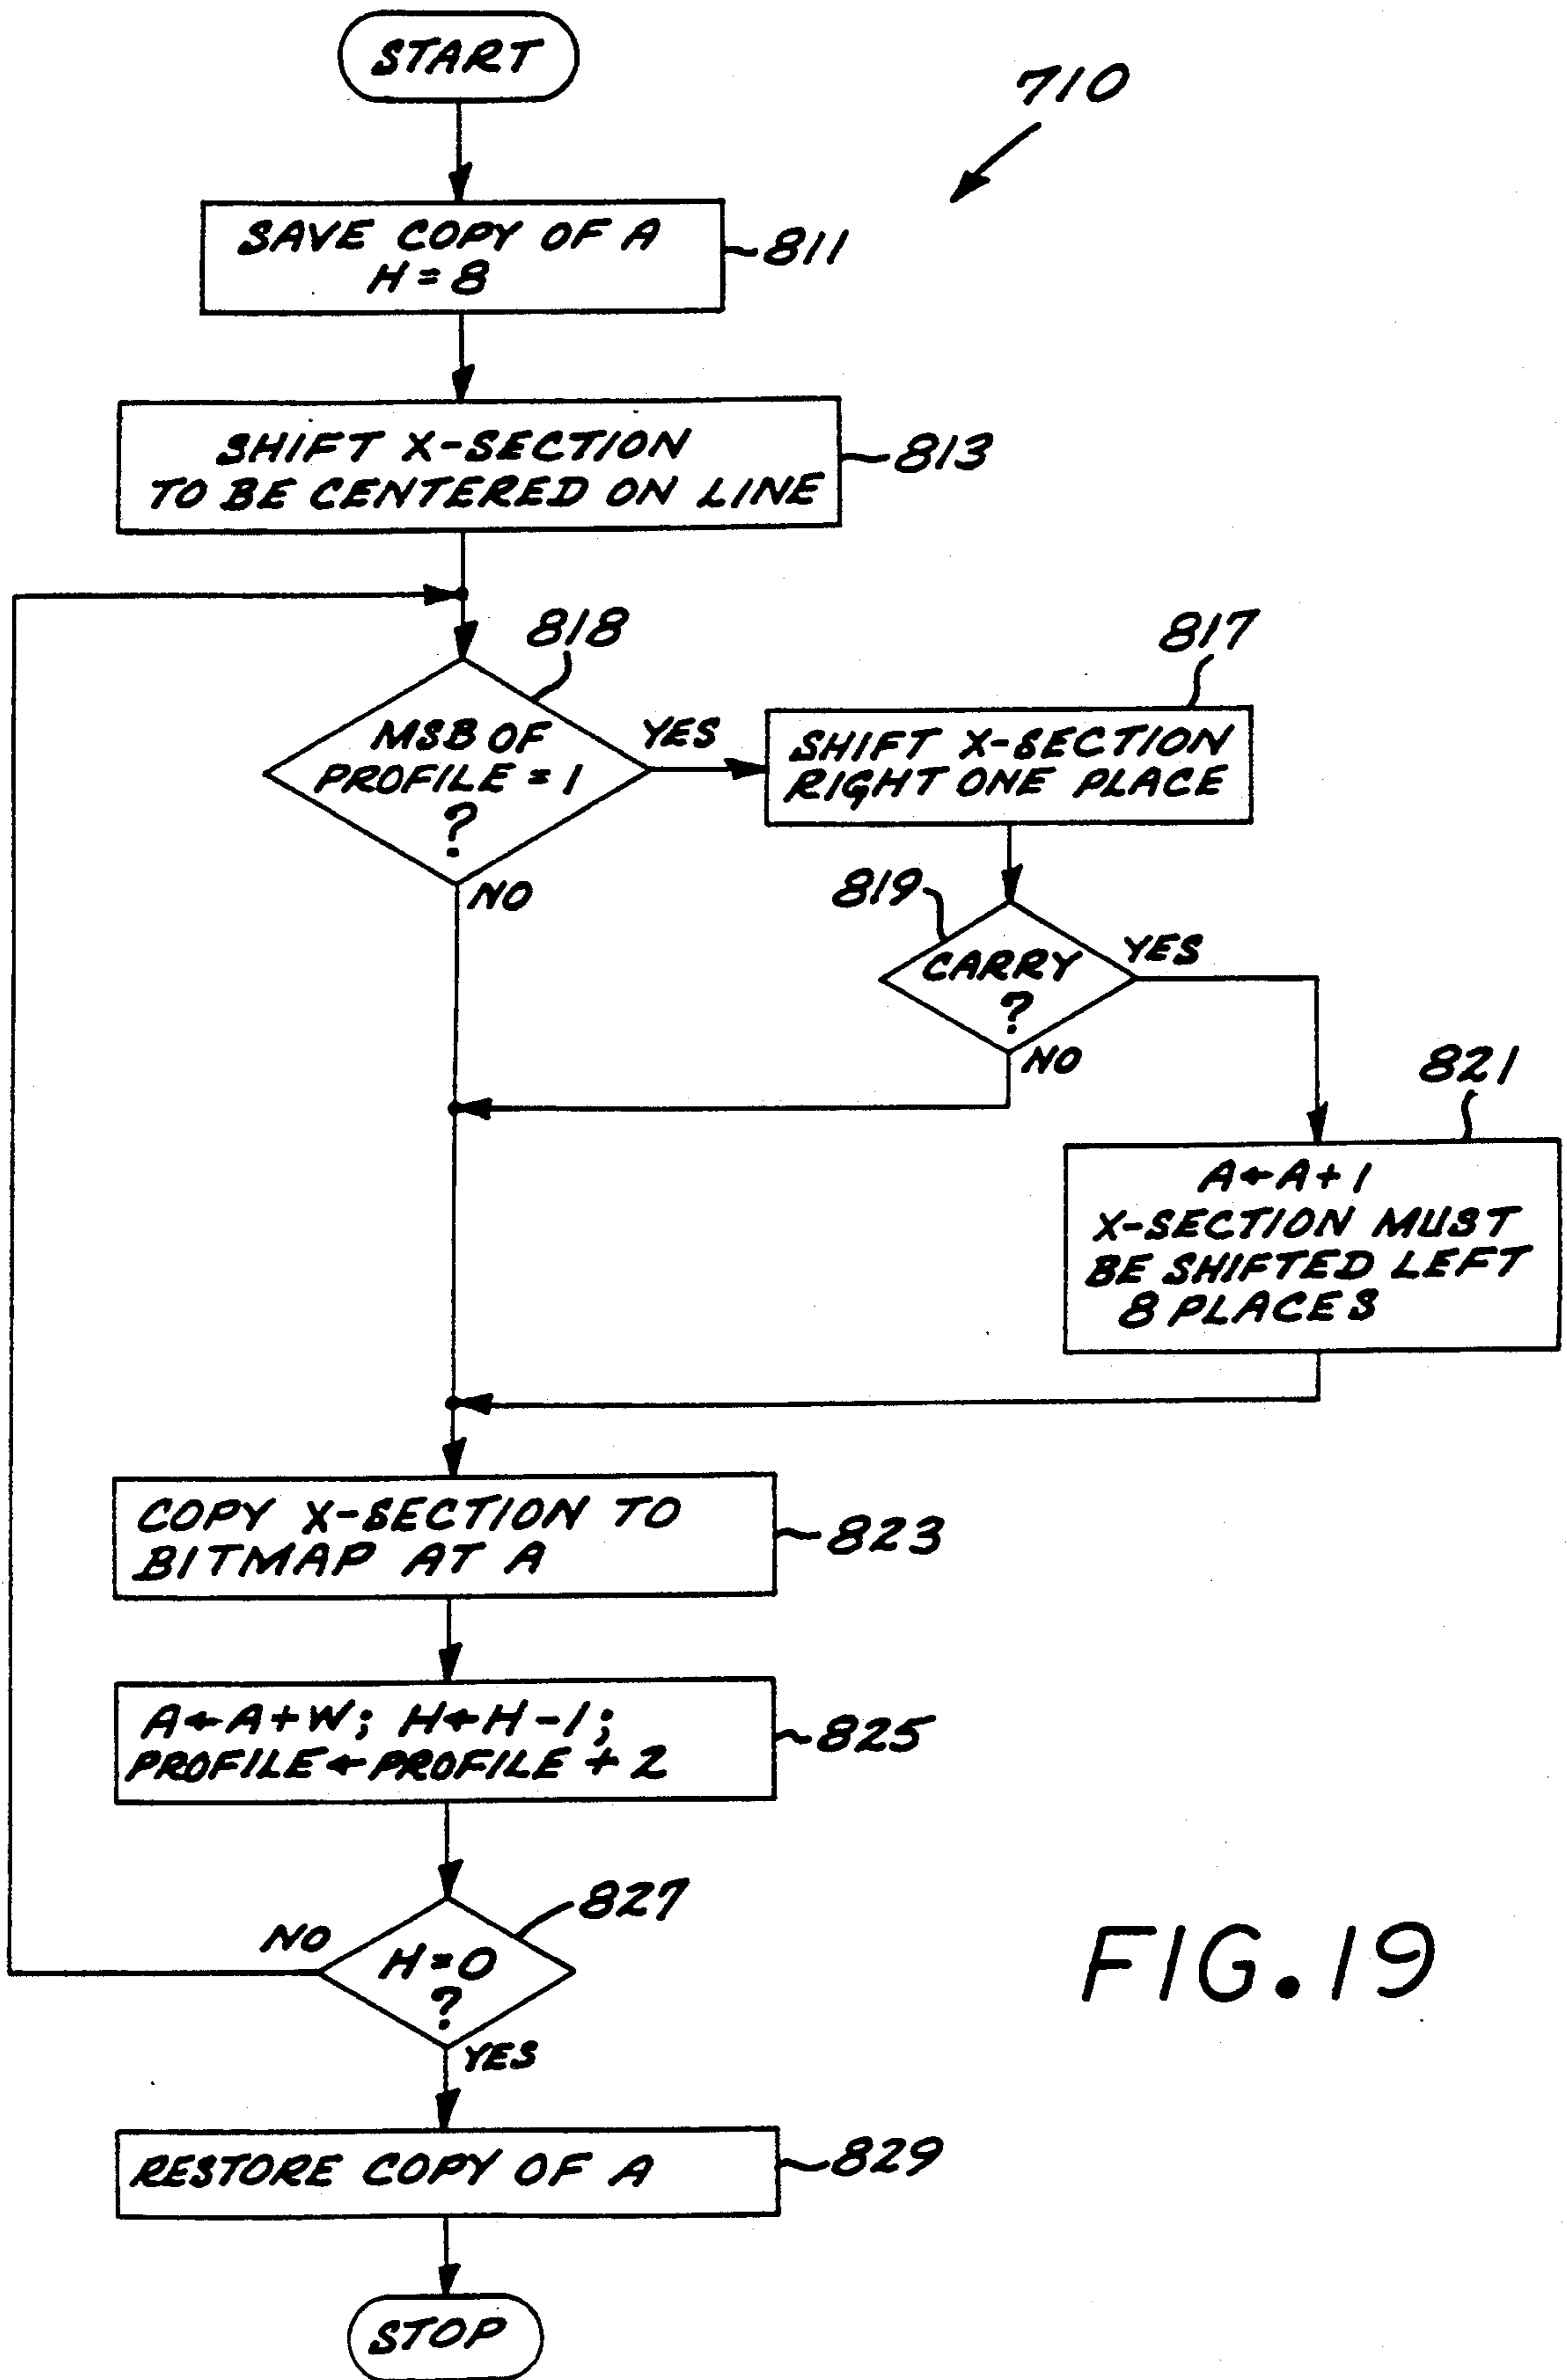 START
710
SAVE COPY OF A
H=8
811
SHIFT X-SECTION
TO BE CENTERED ON LINE
813
818
817
MSB OF
PROFILE = 1
?
YES
NO
SHIFT X-SECTION
RIGHT ONE PLACE
819
CARRY
?
YES
NO
821
A←A+1
X-SECTION MUST
BE SHIFTED LEFT
8 PLACES
COPY X-SECTION TO
BITMAP AT A
823
A←A+W; H←H-1;
PROFILE←PROFILE + 2
825
827
NO
H=0
?
YES
FIG.19
RESTORE COPY OF A
829
STOP